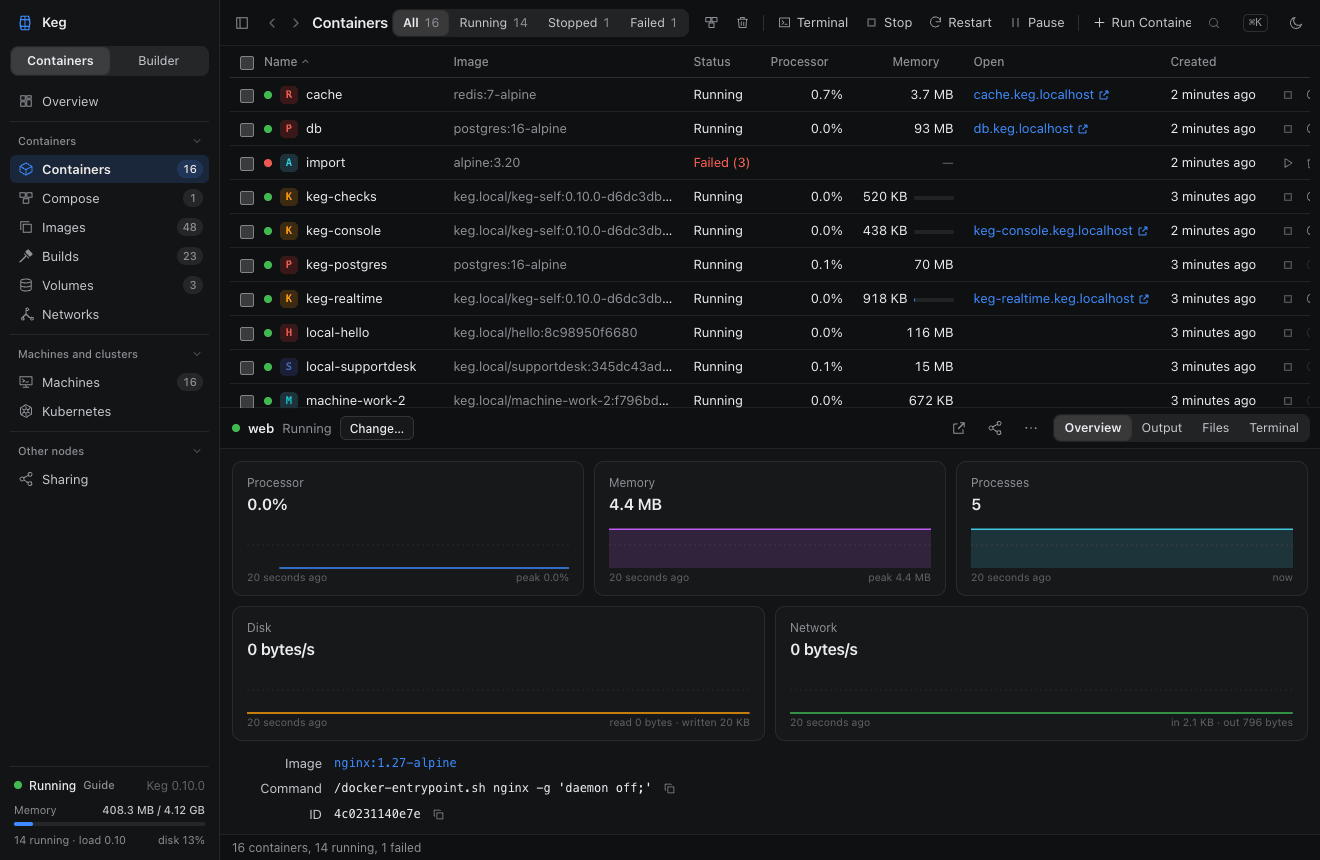 Keg
Containers Builder
Overview
Containers
Containers 16
Compose 1
Images 48
Builds 23
Volumes 3
Networks
Machines and clusters
Machines 16
Kubernetes
Other nodes
Sharing
Running Guide Keg 0.10.0
Memory 408.3 MB / 4.12 GB
14 running · load 0.10 disk 13%
Containers All 16 Running 14 Stopped 1 Failed 1 Terminal Stop Restart Pause Run Containe ⌘K
Name Image Status Processor Memory Open Created
R cache redis:7-alpine Running 0.7% 3.7 MB cache.keg.localhost 2 minutes ago
P db postgres:16-alpine Running 0.0% 93 MB db.keg.localhost 2 minutes ago
A import alpine:3.20 Failed (3) — 2 minutes ago
K keg-checks keg.local/keg-self:0.10.0-d6dc3db... Running 0.0% 520 KB 3 minutes ago
K keg-console keg.local/keg-self:0.10.0-d6dc3db... Running 0.0% 438 KB keg-console.keg.localhost 2 minutes ago
P keg-postgres postgres:16-alpine Running 0.1% 70 MB 3 minutes ago
K keg-realtime keg.local/keg-self:0.10.0-d6dc3db... Running 0.0% 918 KB keg-realtime.keg.localhost 3 minutes ago
H local-hello keg.local/hello:8c98950f6680 Running 0.0% 116 MB 3 minutes ago
S local-supportdesk keg.local/supportdesk:345dc43ad... Running 0.1% 15 MB 3 minutes ago
M machine-work-2 keg.local/machine-work-2:f796bd... Running 0.0% 672 KB 3 minutes ago
web Running Change... Overview Output Files Terminal
Processor
0.0%
20 seconds ago peak 0.0%
Memory
4.4 MB
20 seconds ago peak 4.4 MB
Processes
5
20 seconds ago now
Disk
0 bytes/s
20 seconds ago read 0 bytes · written 20 KB
Network
0 bytes/s
20 seconds ago in 2.1 KB · out 796 bytes
Image nginx:1.27-alpine
Command /docker-entrypoint.sh nginx -g 'daemon off;'
ID 4c0231140e7e
16 containers, 14 running, 1 failed